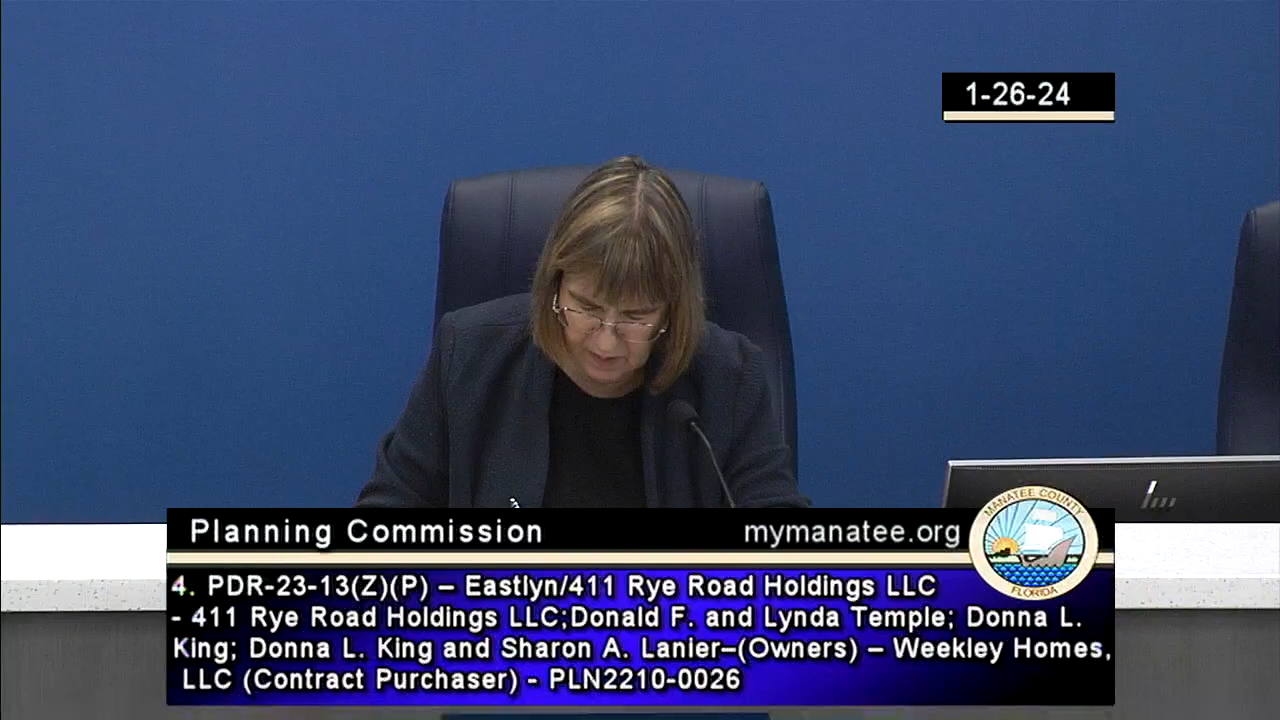 1-26-24
Planning Commission
mymanatee.org
MANATEE COUNTY
FLORIDA
4. PDR-23-13(Z)(P) – Eastlyn/411 Rye Road Holdings LLC
- 411 Rye Road Holdings LLC;Donald F. and Lynda Temple; Donna L.
King; Donna L. King and Sharon A. Lanier–(Owners) – Weekley Homes,
LLC (Contract Purchaser) - PLN2210-0026